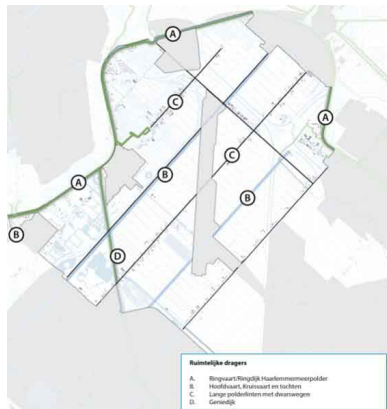 A
A
C
A
C
B
A
B
B
D
Ruimtelijke dragers
A. Ringvaart/Ringdijk Haarlemmermeerpolder
B. Hoofdvaart, Kruisvaart en tochten
C. Lange polderlinten met dwarswegen
D. Geniedijk